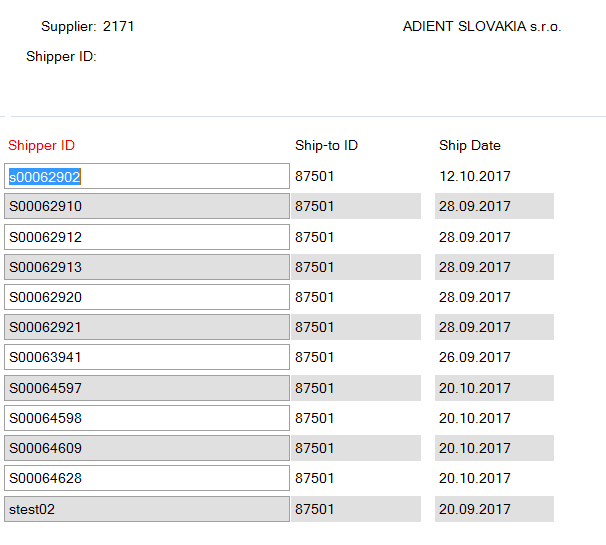 Supplier: 2171 ADIENT SLOVAKIA s.r.o.
Shipper ID:
Shipper ID Ship-to ID Ship Date
s00062902 87501 12.10.2017
S00062910 87501 28.09.2017
S00062912 87501 28.09.2017
S00062913 87501 28.09.2017
S00062920 87501 28.09.2017
S00062921 87501 28.09.2017
S00063941 87501 26.09.2017
S00064597 87501 20.10.2017
S00064598 87501 20.10.2017
S00064609 87501 20.10.2017
S00064628 87501 20.10.2017
stest02 87501 20.09.2017